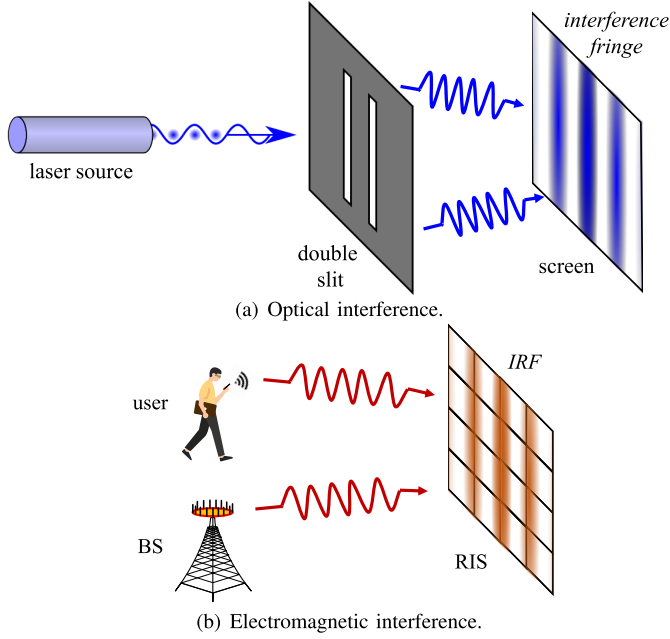 interference
fringe
laser source
double
slit
screen
(a) Optical interference.
IRF
user
BS
RIS
(b) Electromagnetic interference.